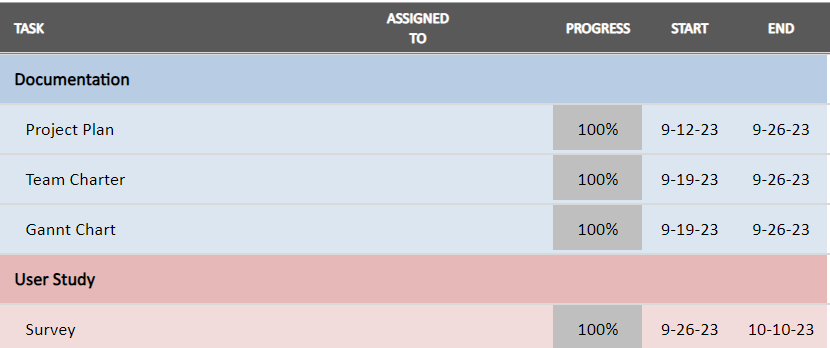 TASK ASSIGNED TO PROGRESS START END
Documentation
Project Plan 100% 9-12-23 9-26-23
Team Charter 100% 9-19-23 9-26-23
Gannt Chart 100% 9-19-23 9-26-23
User Study
Survey 100% 9-26-23 10-10-23